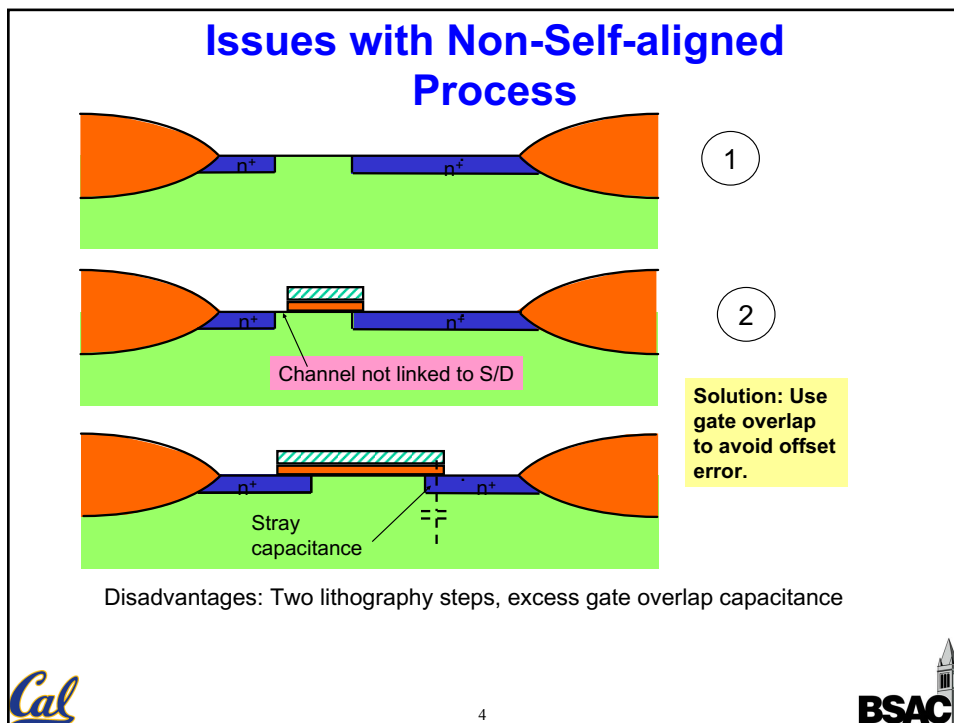 Issues with Non-Self-aligned
Process
n+
n+
1
n+
n+
2
Channel not linked to S/D
Solution: Use
gate overlap
to avoid offset
error.
n+
n+
Stray
capacitance
Disadvantages: Two lithography steps, excess gate overlap capacitance
Cal
4
BSAC